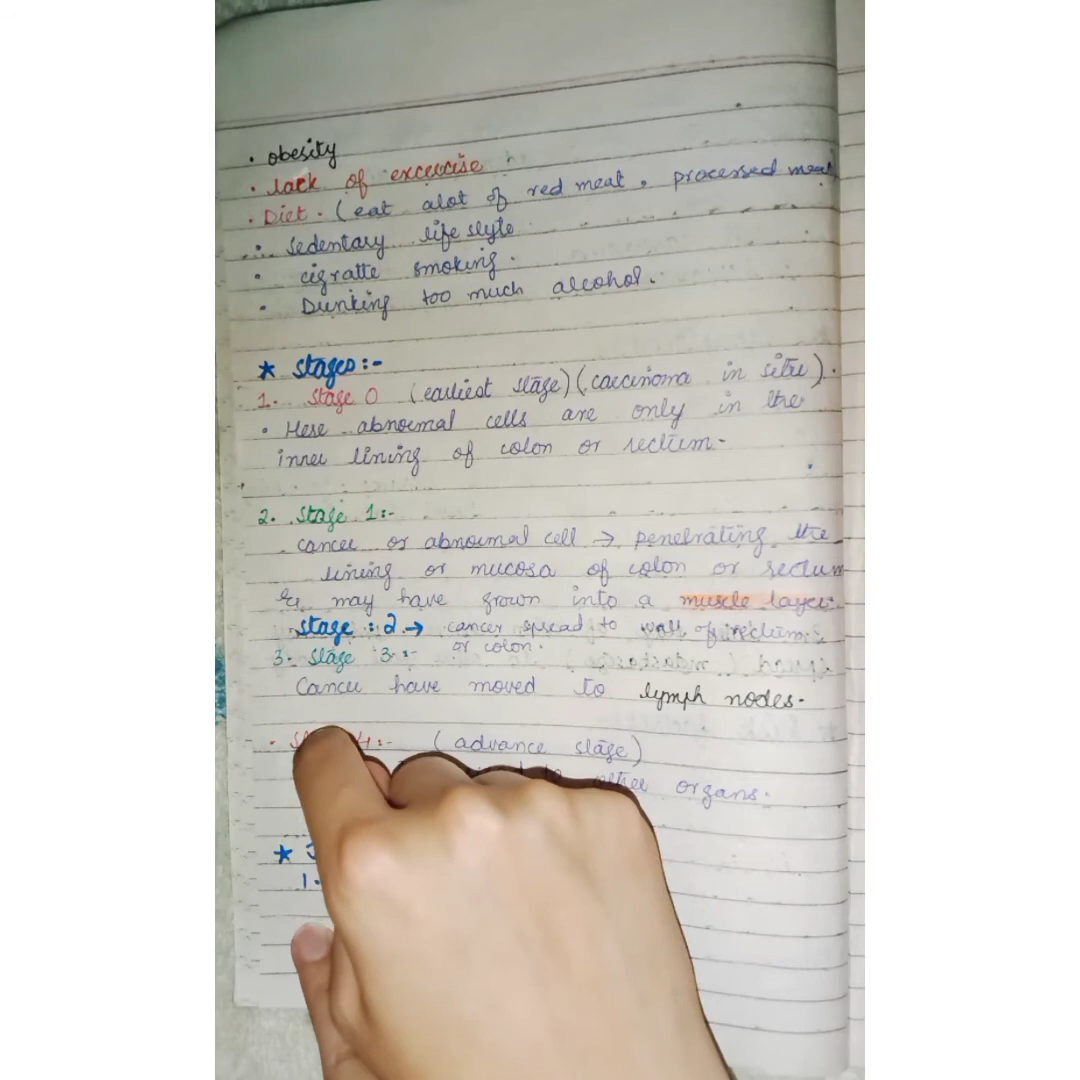 • obesity
• lack of excercise
• Diet - (eat alot of red meat, processed meat
• sedentary life style
• cigratte smoking.
• Drinking too much alcohol.
★ stages:-
1. Stage 0 (earliest stage) (carcinoma in situ).
• Here abnormal cells are only in the
inner lining of colon or rectum-
2. Stage 1:-
cancer or abnormal cell → penetrating the
lining or mucosa of colon or rectum
& may have grown into a muscle layer.
stage : 2 → cancer spread to wall of rectum
or colon.
3. Stage 3:-
Cancer have moved to lymph nodes.
4:- (advance stage)
to other organs.
★
1.